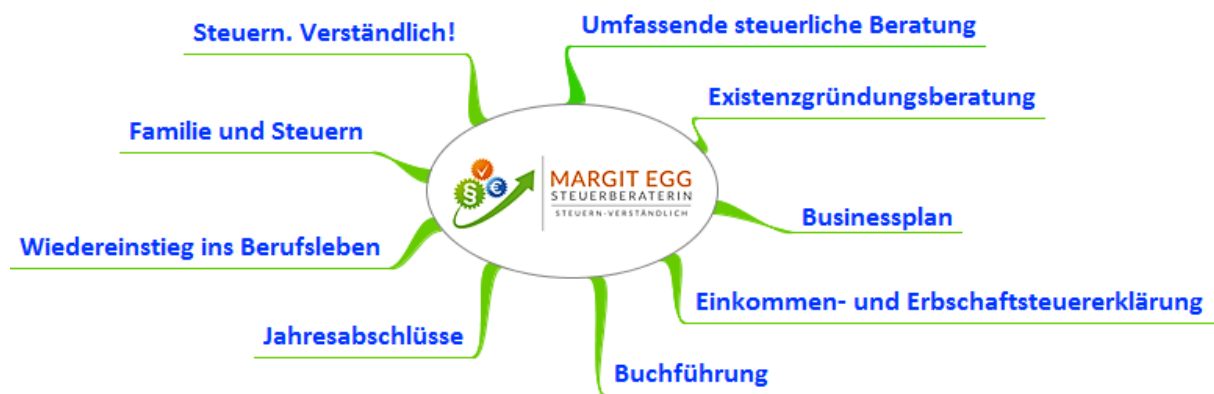 Steuern. Verständlich!
Umfassende steuerliche Beratung
Existenzgründungsberatung
Familie und Steuern
§
€
MARGIT EGG
STEUERBERATERIN
STEUERN-VERSTÄNDLICH
Businessplan
Wiedereinstieg ins Berufsleben
Einkommen- und Erbschaftsteuererklärung
Jahresabschlüsse
Buchführung